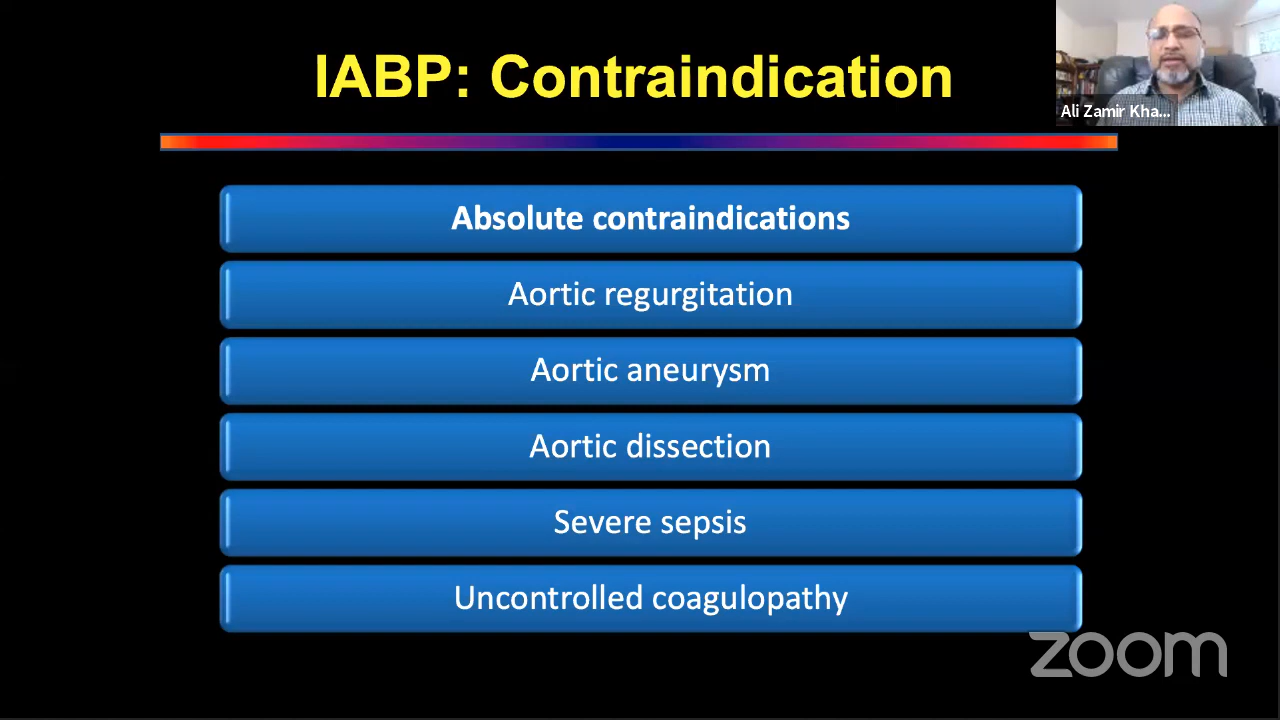 IABP: Contraindication
Ali Zamir Kha...
Absolute contraindications
Aortic regurgitation
Aortic aneurysm
Aortic dissection
Severe sepsis
Uncontrolled coagulopathy
zoom